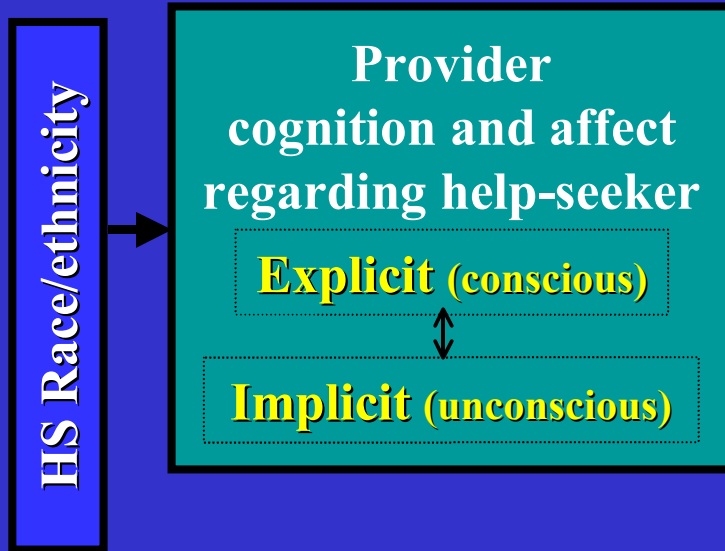 HS Race/ethnicity
Provider
cognition and affect
regarding help-seeker
Explicit (conscious)
Implicit (unconscious)